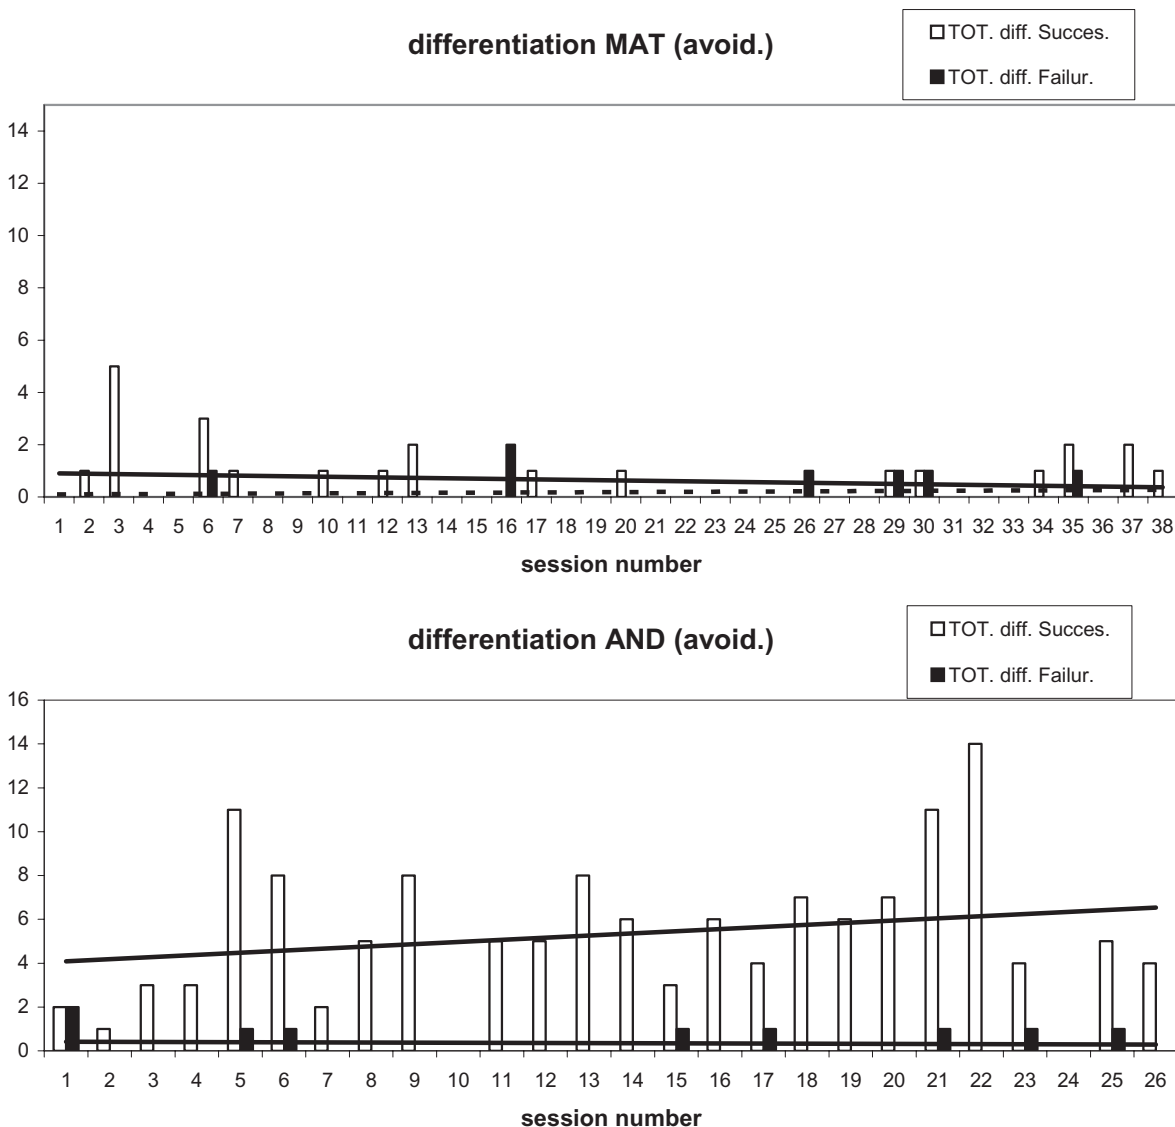 differentiation MAT (avoid.)
TOT. diff. Succes.
TOT. diff. Failur.
14
12
10
8
6
4
2
0
1 2 3 4 5 6 7 8 9 10 11 12 13 14 15 16 17 18 19 20 21 22 23 24 25 26 27 28 29 30 31 32 33 34 35 36 37 38
session number
differentiation AND (avoid.)
TOT. diff. Succes.
TOT. diff. Failur.
16
14
12
10
8
6
4
2
0
1 2 3 4 5 6 7 8 9 10 11 12 13 14 15 16 17 18 19 20 21 22 23 24 25 26
session number